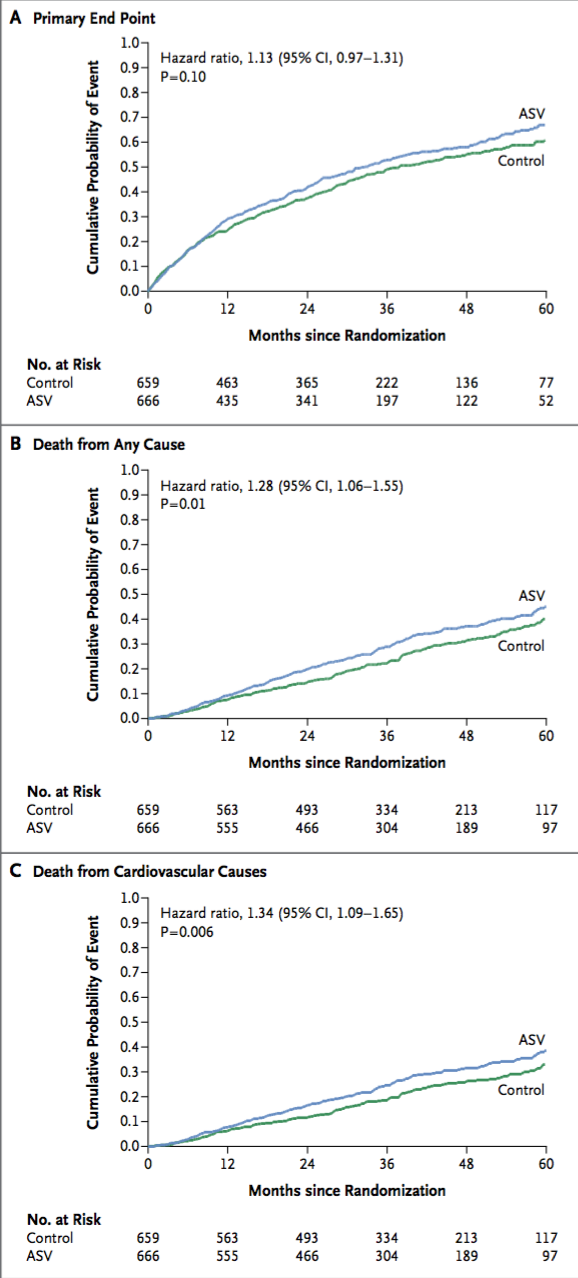 A Primary End Point
Cumulative Probability of Event
1.0
0.9
0.8
0.7
0.6
0.5
0.4
0.3
0.2
0.1
0.0
Hazard ratio, 1.13 (95% CI, 0.97–1.31)
P=0.10
ASV
Control
0 12 24 36 48 60
Months since Randomization
No. at Risk
Control 659 463 365 222 136 77
ASV 666 435 341 197 122 52
B Death from Any Cause
Cumulative Probability of Event
1.0
0.9
0.8
0.7
0.6
0.5
0.4
0.3
0.2
0.1
0.0
Hazard ratio, 1.28 (95% CI, 1.06–1.55)
P=0.01
ASV
Control
0 12 24 36 48 60
Months since Randomization
No. at Risk
Control 659 563 493 334 213 117
ASV 666 555 466 304 189 97
C Death from Cardiovascular Causes
Cumulative Probability of Event
1.0
0.9
0.8
0.7
0.6
0.5
0.4
0.3
0.2
0.1
0.0
Hazard ratio, 1.34 (95% CI, 1.09–1.65)
P=0.006
ASV
Control
0 12 24 36 48 60
Months since Randomization
No. at Risk
Control 659 563 493 334 213 117
ASV 666 555 466 304 189 97